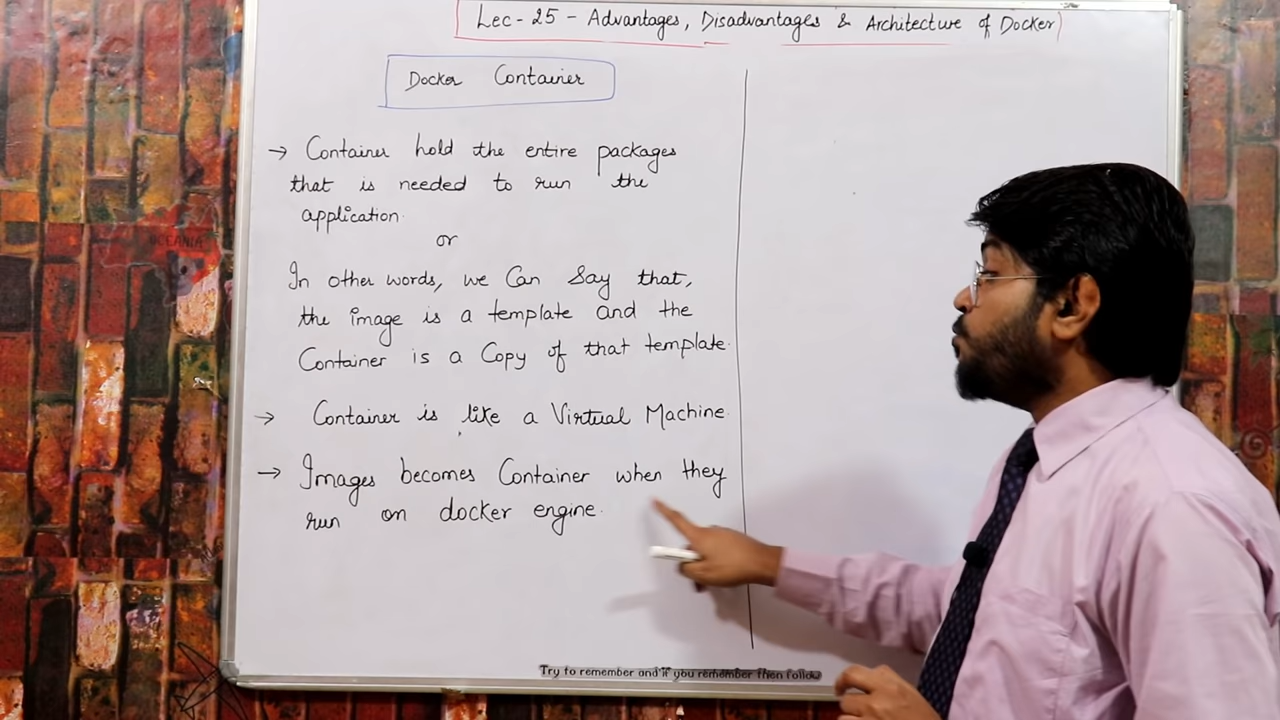 Lec-25 - Advantages, Disadvantages & Architecture of Docker
Docker Container
→ Container hold the entire packages
that is needed to run the
application.
or
In other words, we Can Say that,
the image is a template and the
Container is a Copy of that template.
→ Container is like a Virtual Machine.
→ Images becomes Container when they
run on docker engine.
Try to remember and if you remember then follow
OCEANIA